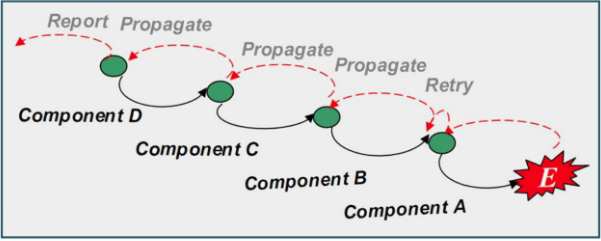 Report
Propagate
Propagate
Propagate
Retry
Component D
Component C
Component B
Component A
E